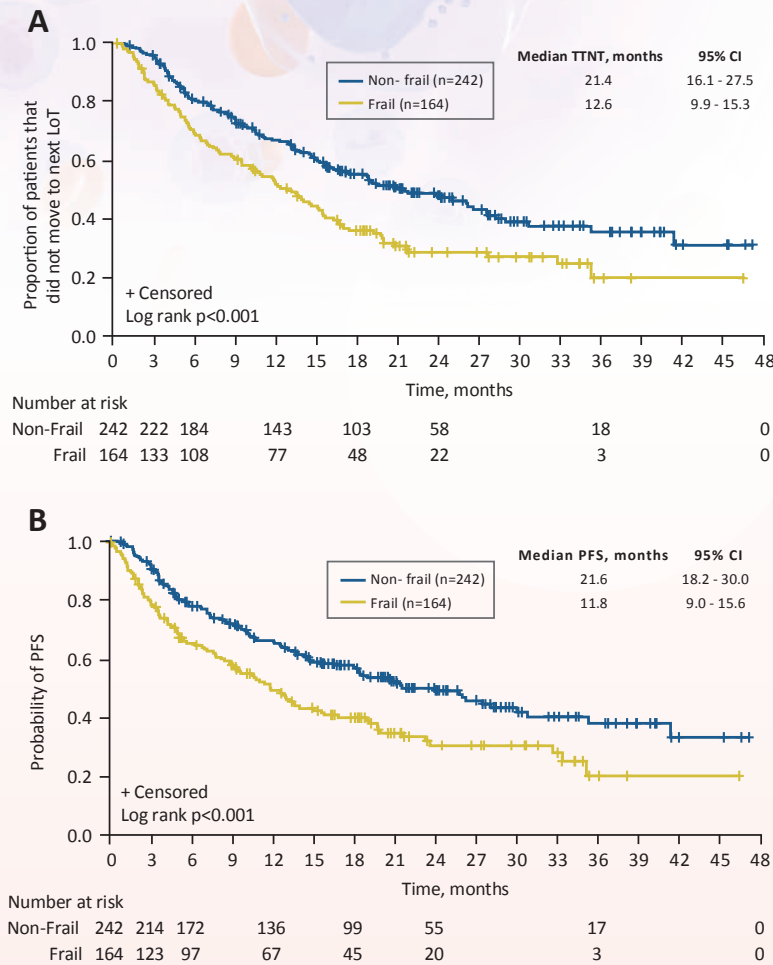 A
Median TTNT, months 95% CI
Non- frail (n=242) 21.4 16.1 - 27.5
Frail (n=164) 12.6 9.9 - 15.3
1.0
0.8
0.6
0.4
0.2
0.0
Proportion of patients that
did not move to next LoT
+ Censored
Log rank p<0.001
0 3 6 9 12 15 18 21 24 27 30 33 36 39 42 45 48
Time, months
Number at risk
Non-Frail 242 222 184 143 103 58 18 0
Frail 164 133 108 77 48 22 3 0
B
Median PFS, months 95% CI
Non- frail (n=242) 21.6 18.2 - 30.0
Frail (n=164) 11.8 9.0 - 15.6
1.0
0.8
0.6
0.4
0.2
0.0
Probability of PFS
+ Censored
Log rank p<0.001
0 3 6 9 12 15 18 21 24 27 30 33 36 39 42 45 48
Time, months
Number at risk
Non-Frail 242 214 172 136 99 55 17 0
Frail 164 123 97 67 45 20 3 0